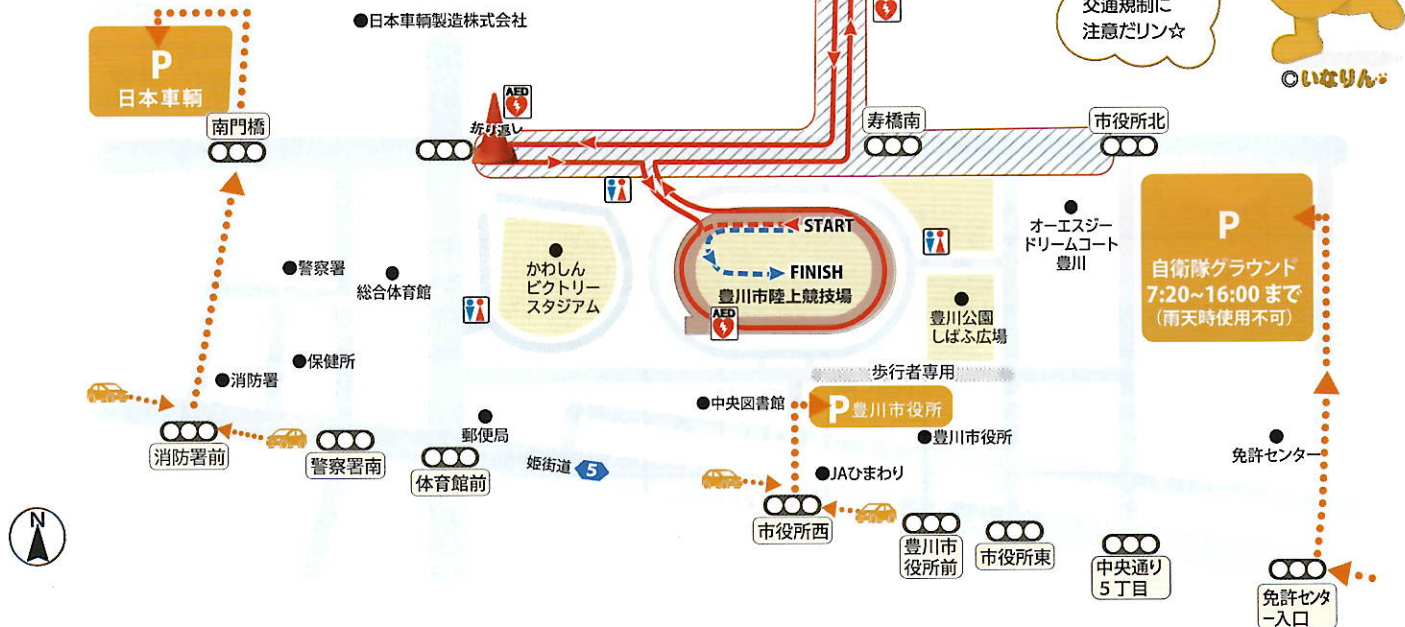 交通規制に
注意だリン☆
©いなりん
●日本車輌製造株式会社
P
日本車輌
南門橋
AED
折り返し
寿橋南
市役所北
START
FINISH
豊川市陸上競技場
AED
かわしん
ビクトリー
スタジアム
●警察署
総合体育館
オーエスジー
ドリームコート
豊川
P
自衛隊グラウンド
7:20~16:00 まで
(雨天時使用不可)
豊川公園
しばふ広場
●保健所
●消防署
歩行者専用
●中央図書館
P 豊川市役所
●豊川市役所
郵便局
消防署前
警察署南
体育館前
姫街道 5
●JAひまわり
免許センター
N
市役所西
豊川市
役所前
市役所東
中央通り
5丁目
免許センタ
ー入口